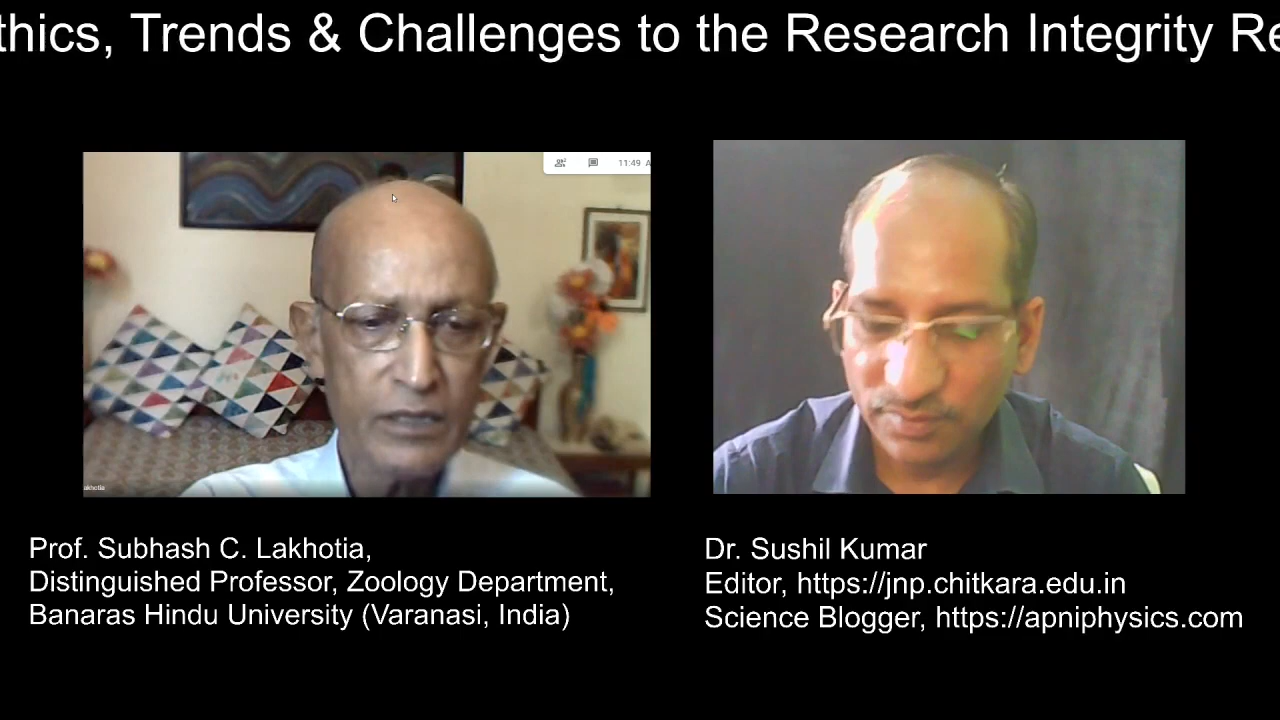 thics, Trends & Challenges to the Research Integrity Re
11:49 A
akhotia
Prof. Subhash C. Lakhotia,
Distinguished Professor, Zoology Department,
Banaras Hindu University (Varanasi, India)
Dr. Sushil Kumar
Editor, https://jnp.chitkara.edu.in
Science Blogger, https://apniphysics.com